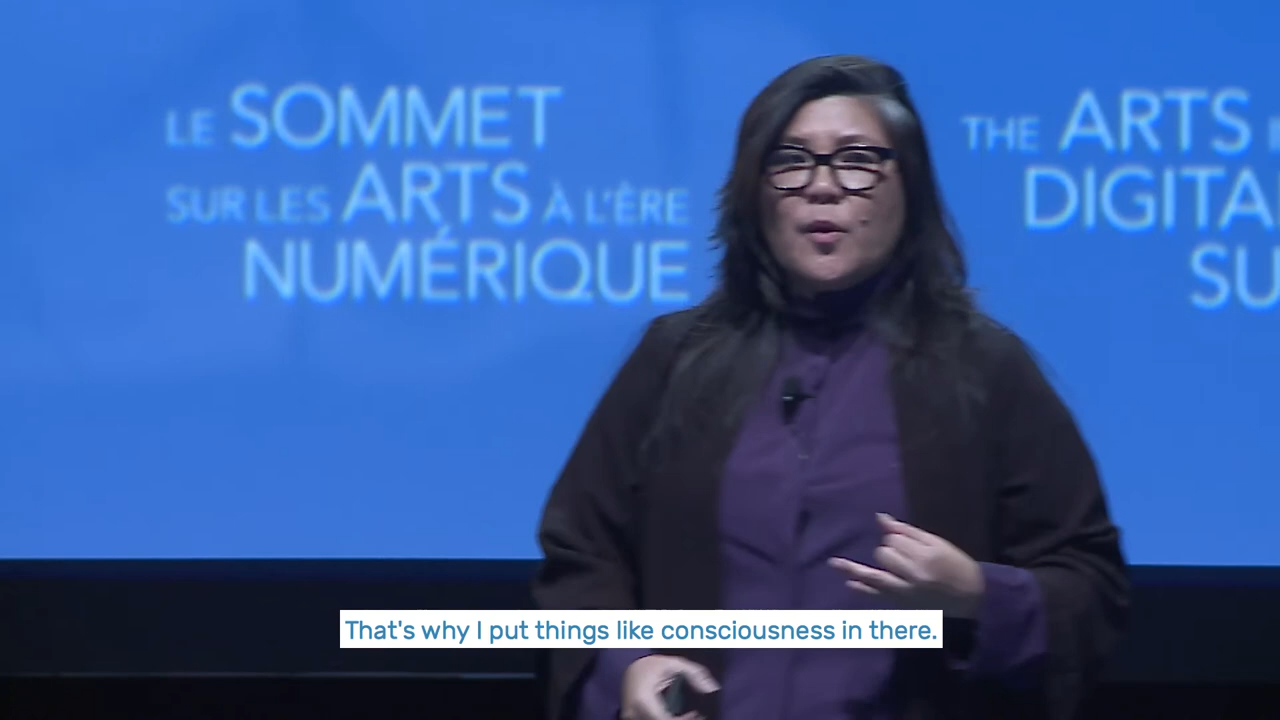 LE SOMMET
SUR LES ARTS À L'ÈRE
NUMÉRIQUE
THE ARTS
DIGITA
SU
That's why I put things like consciousness in there.